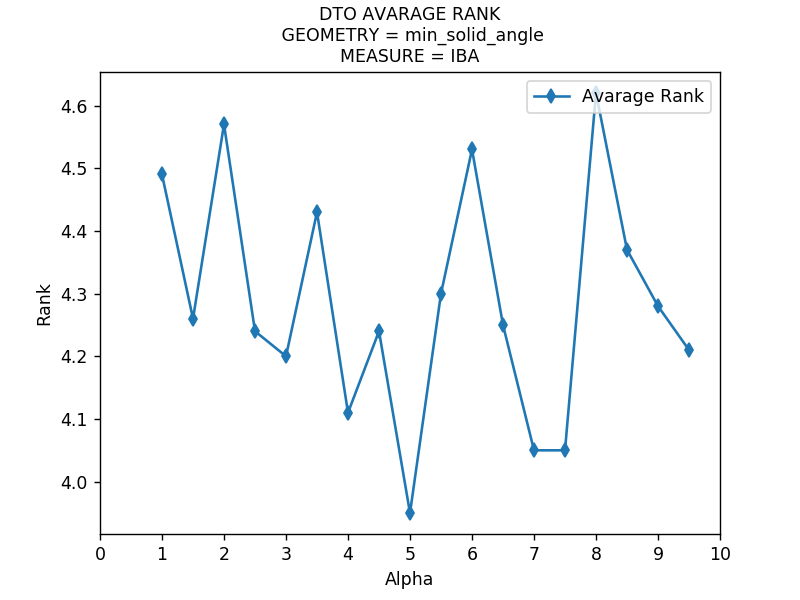 DTO AVARAGE RANK
GEOMETRY = min_solid_angle
MEASURE = IBA
Avarage Rank
4.6
4.5
4.4
4.3
4.2
4.1
4.0
Rank
0 1 2 3 4 5 6 7 8 9 10
Alpha